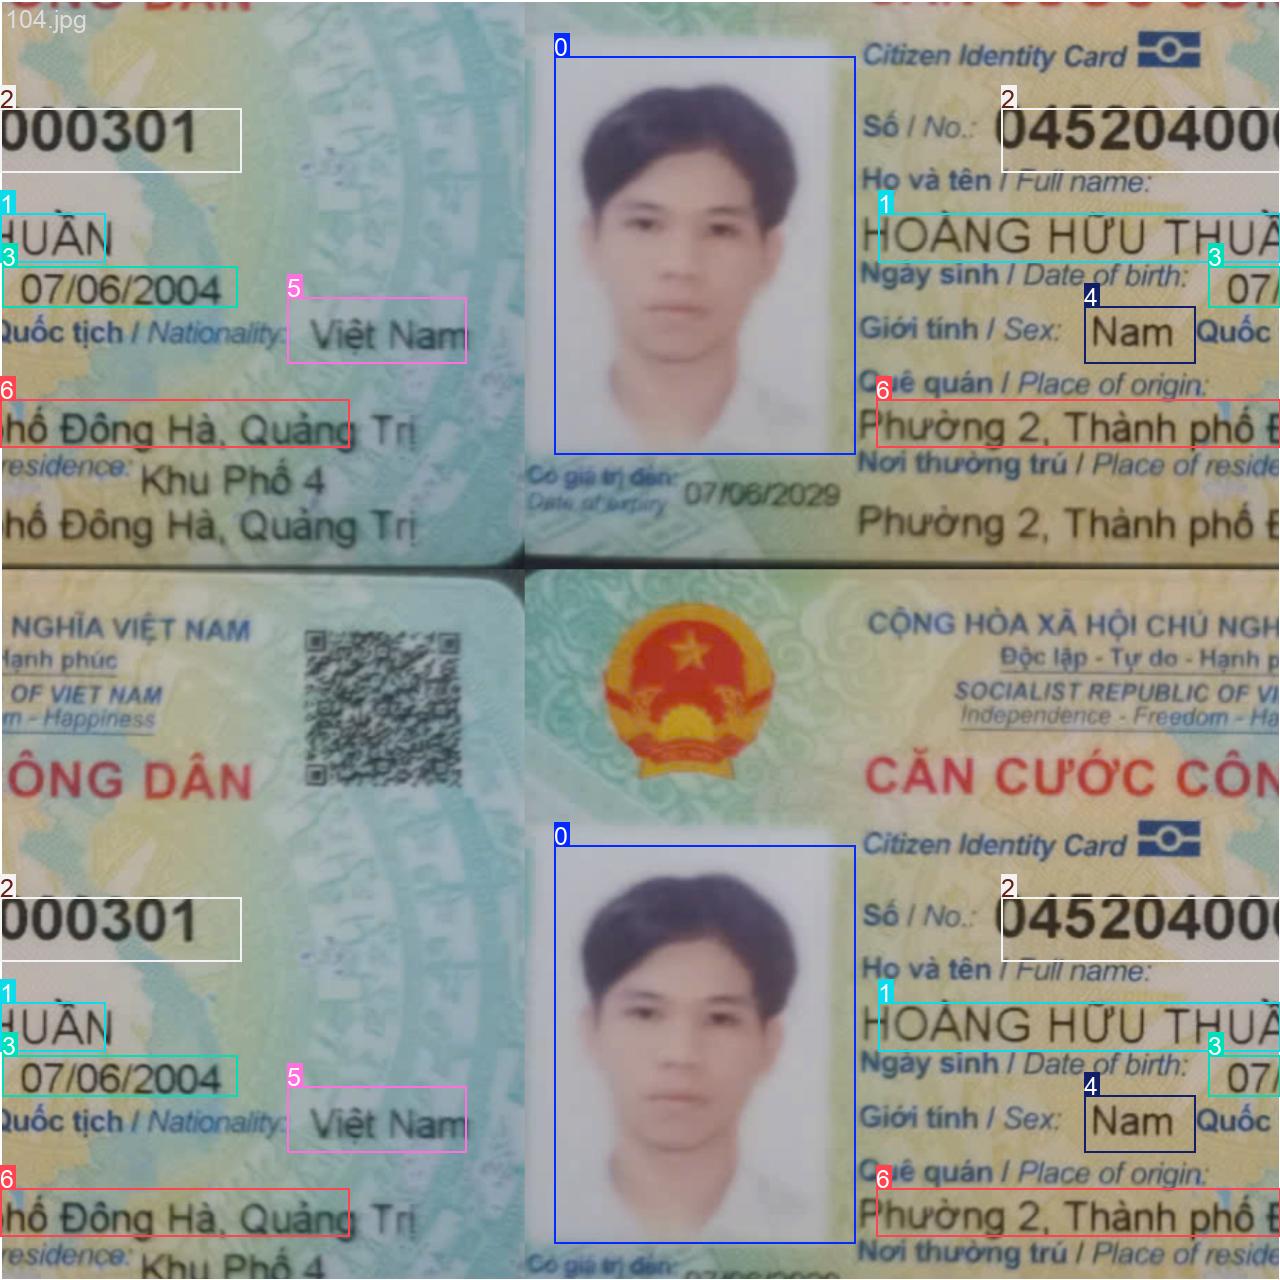 104.jpg
2
000301
1
HUẦN
3
07/06/2004
5
Quốc tịch / Nationality: Việt Nam
6
phố Đông Hà, Quảng Trị
residence: Khu Phố 4
phố Đông Hà, Quảng Trị
0
Citizen Identity Card
2
Số / No.: 045204000
Họ và tên / Full name:
1
HOÀNG HỮU THUẦ
3
Ngày sinh / Date of birth: 07/
4
Giới tính / Sex: Nam Quốc
Quê quán / Place of origin:
6
Phường 2, Thành phố Đ
Nơi thường trú / Place of reside
Có giá trị đến:
Date of expiry 07/06/2029
Phường 2, Thành phố Đ
NGHĨA VIỆT NAM
Hạnh phúc
OF VIET NAM
m - Happiness
ÔNG DÂN
2
000301
1
HUẦN
3
07/06/2004
5
Quốc tịch / Nationality: Việt Nam
6
phố Đông Hà, Quảng Trị
residence: Khu Phố 4
CỘNG HÒA XÃ HỘI CHỦ NGH
Độc lập - Tự do - Hạnh p
SOCIALIST REPUBLIC OF VI
Independence - Freedom - Ha
CĂN CƯỚC CÔN
0
Citizen Identity Card
2
Số / No.: 045204000
Họ và tên / Full name:
1
HOÀNG HỮU THUẦ
3
Ngày sinh / Date of birth: 07/
4
Giới tính / Sex: Nam Quốc
Quê quán / Place of origin:
6
Phường 2, Thành phố Đ
Nơi thường trú / Place of reside
Có giá trị đến: